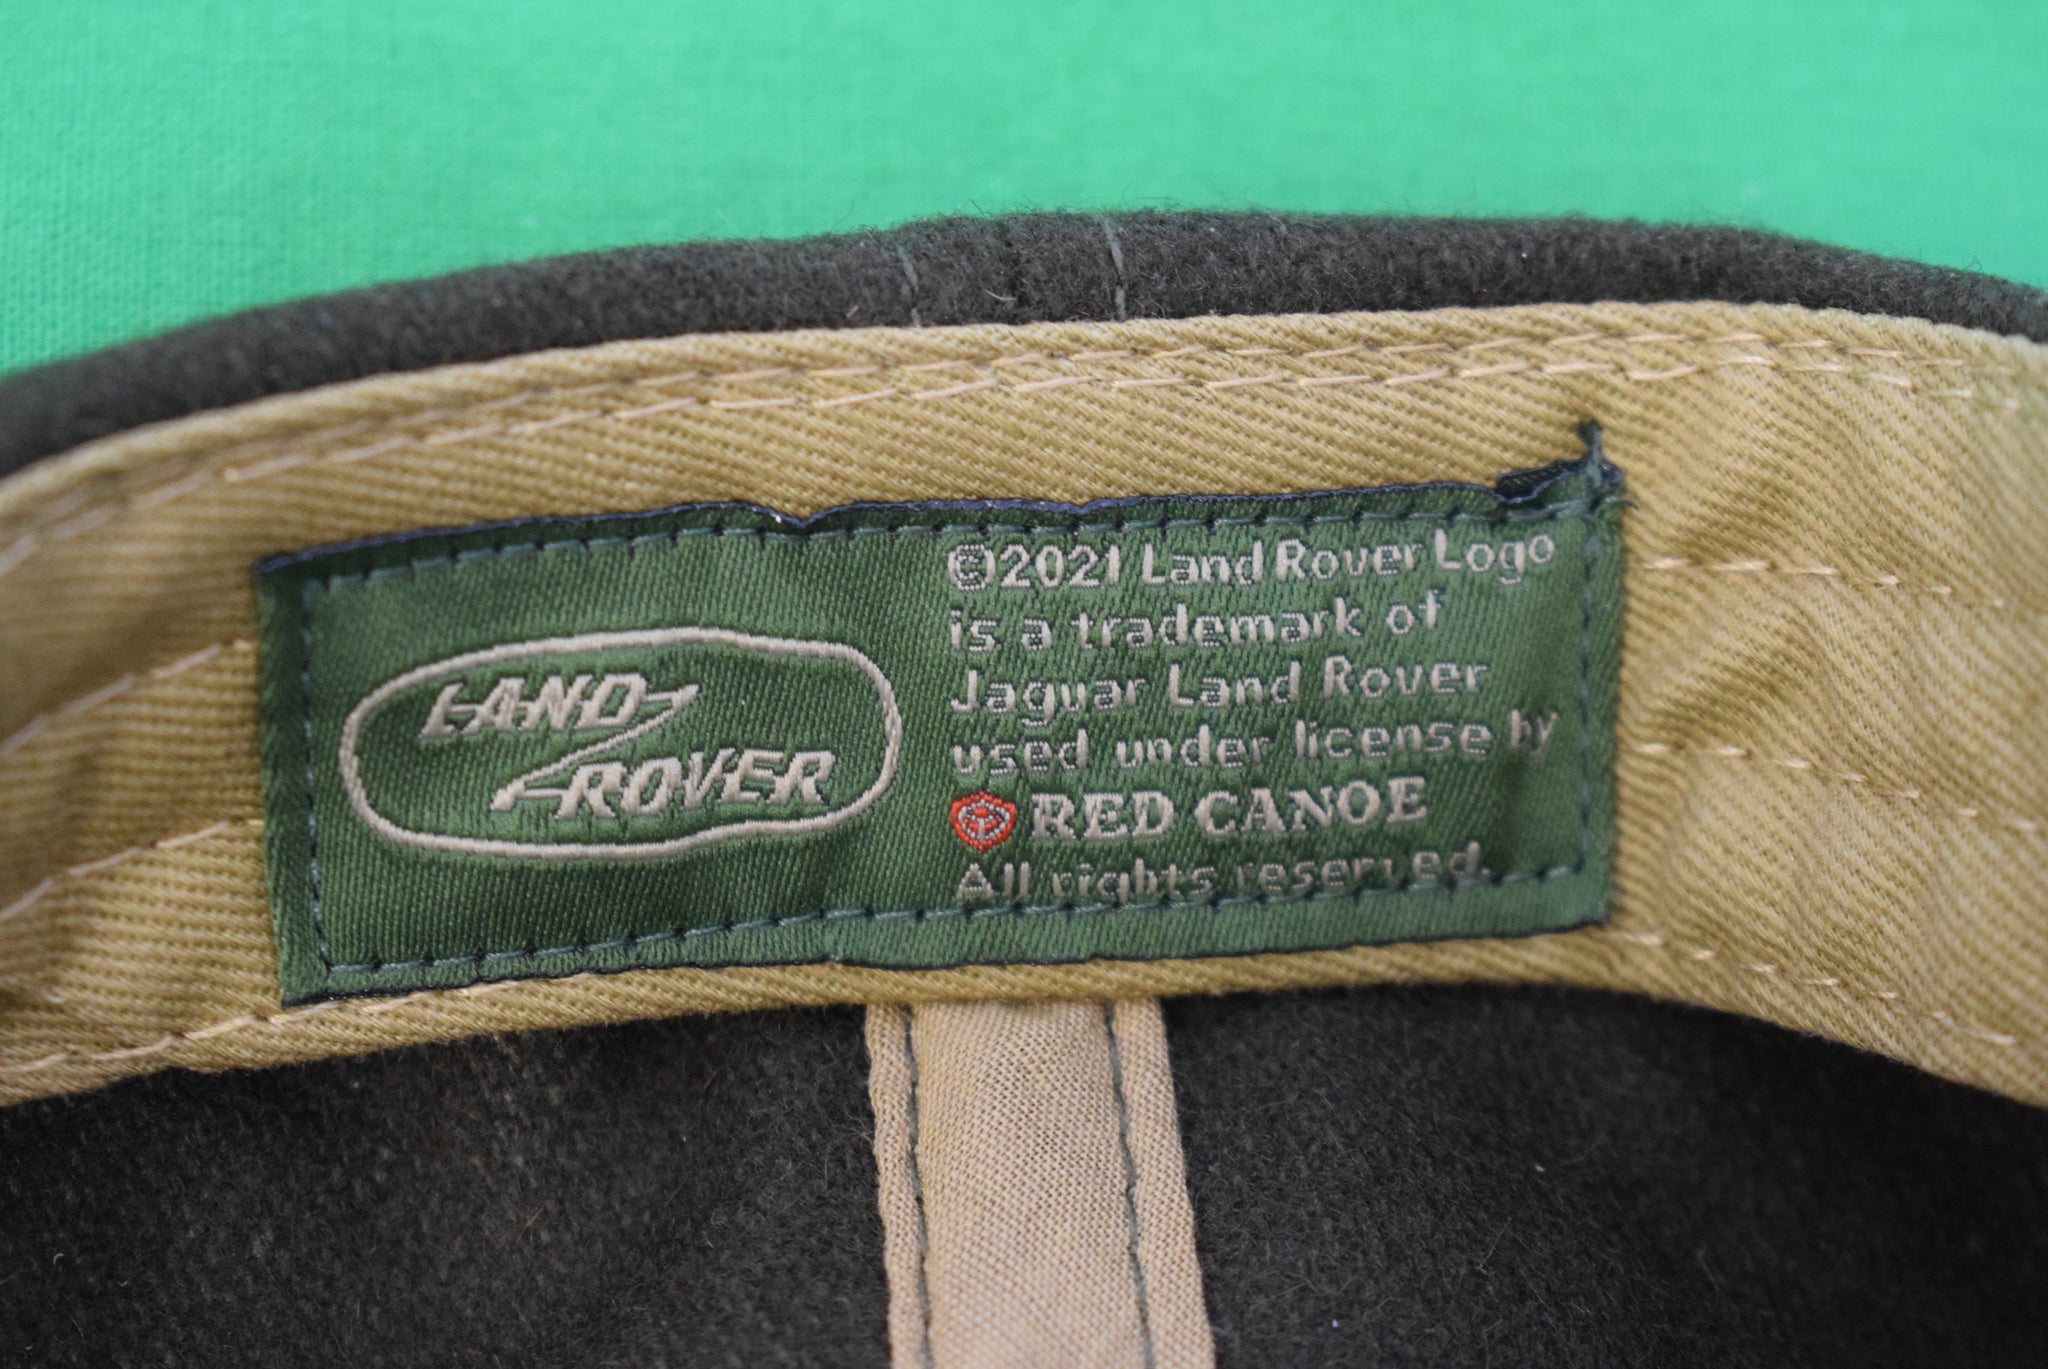 LAND
ROVER
©2021 Land Rover Logo
is a trademark of
Jaguar Land Rover
used under license by
RED CANOE
All rights reserved.